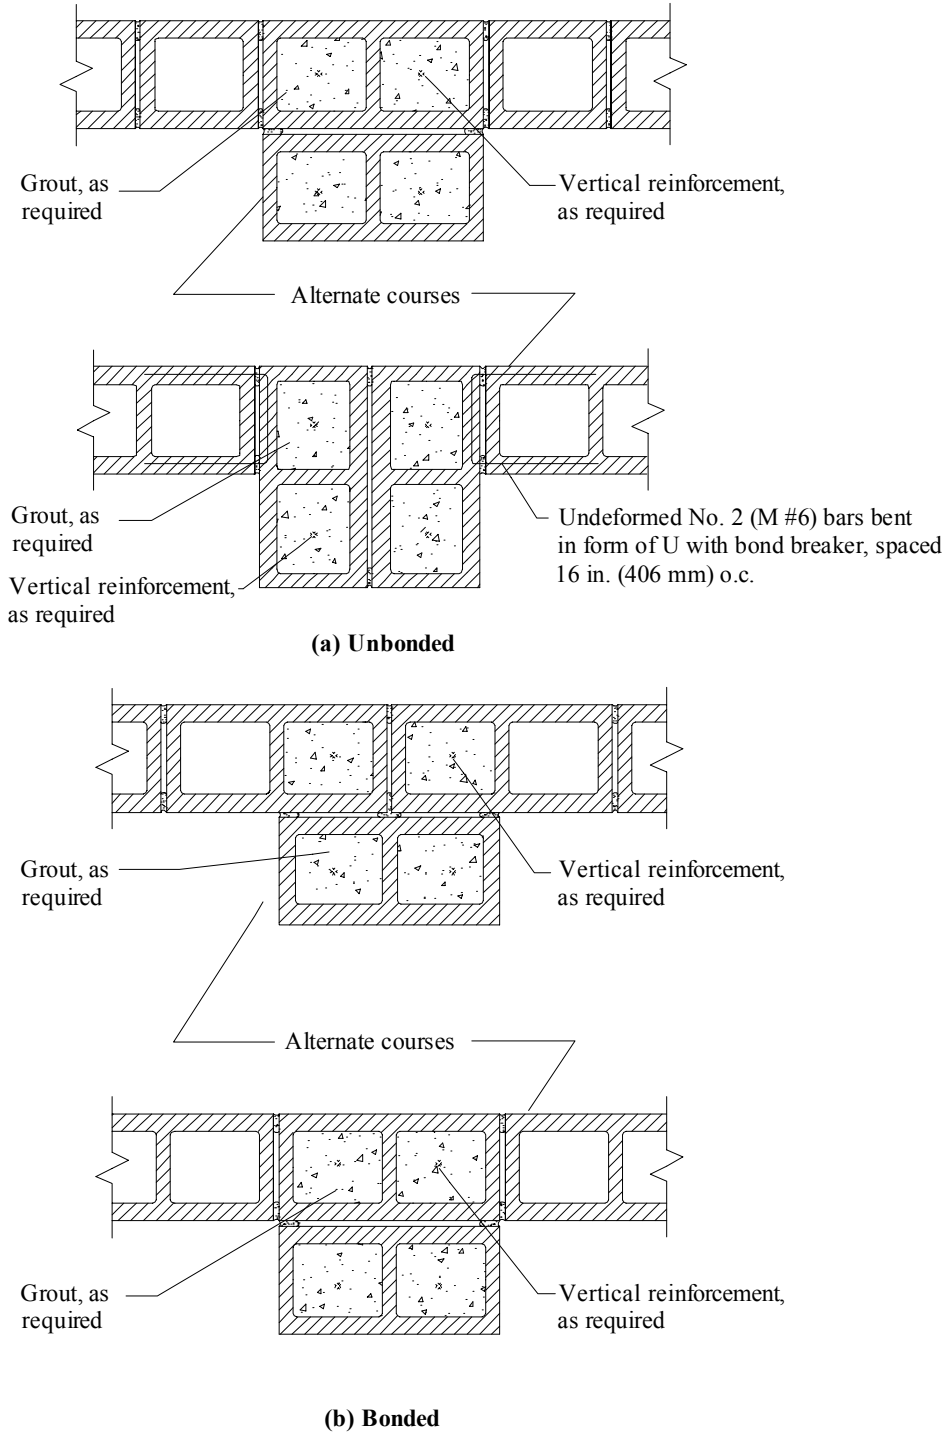 Grout, as
required
Vertical reinforcement,
as required
Alternate courses
Grout, as
required
Vertical reinforcement,
as required
Undeformed No. 2 (M #6) bars bent
in form of U with bond breaker, spaced
16 in. (406 mm) o.c.
(a) Unbonded
Grout, as
required
Vertical reinforcement,
as required
Alternate courses
Grout, as
required
Vertical reinforcement,
as required
(b) Bonded